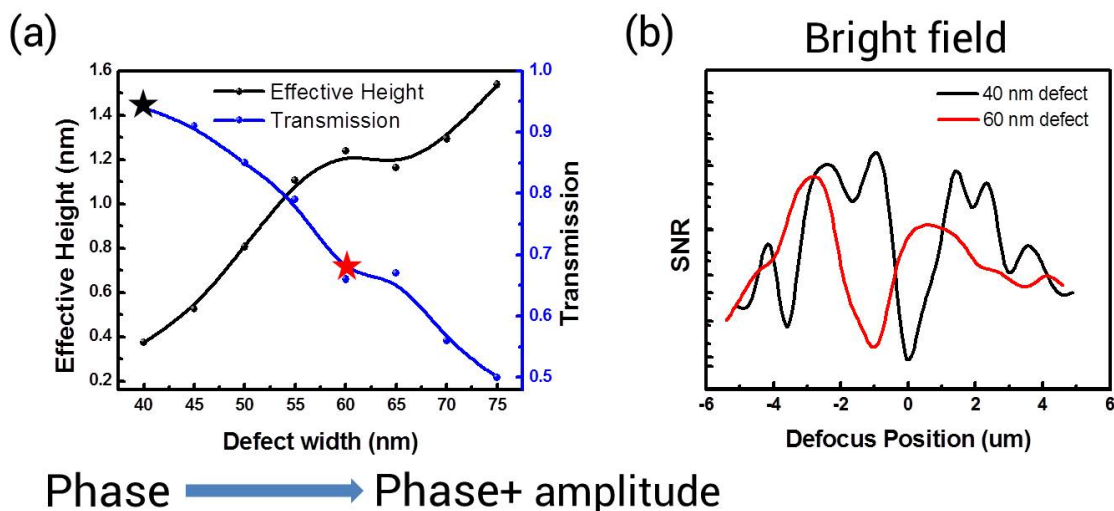 (a)
Effective Height (nm)
1.6
1.4
1.2
1.0
0.8
0.6
0.4
0.2
Effective Height
Transmission
1.0
0.9
0.8
0.7
0.6
0.5
Transmission
40 45 50 55 60 65 70 75
Defect width (nm)
Phase Phase+ amplitude
(b)
Bright field
SNR
40 nm defect
60 nm defect
-6 -4 -2 0 2 4 6
Defocus Position (um)